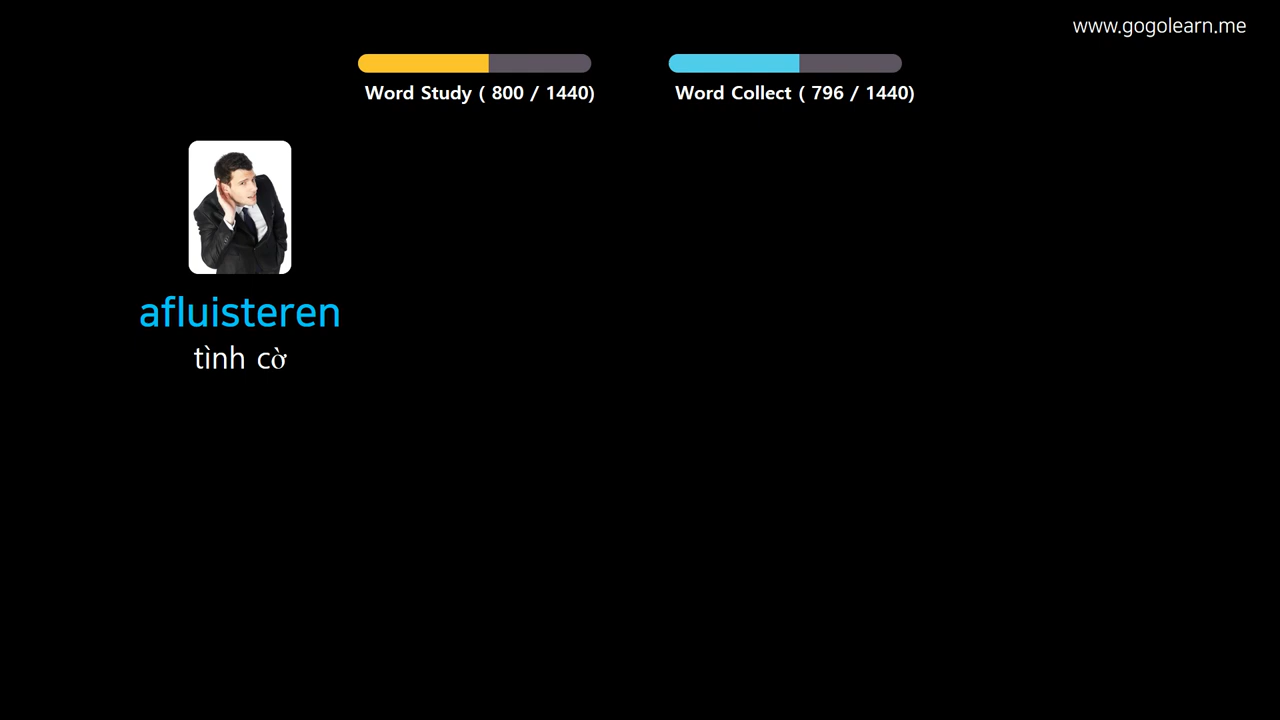 www.gogolearn.me
Word Study ( 800 / 1440)
Word Collect ( 796 / 1440)
afluisteren
tình cờ